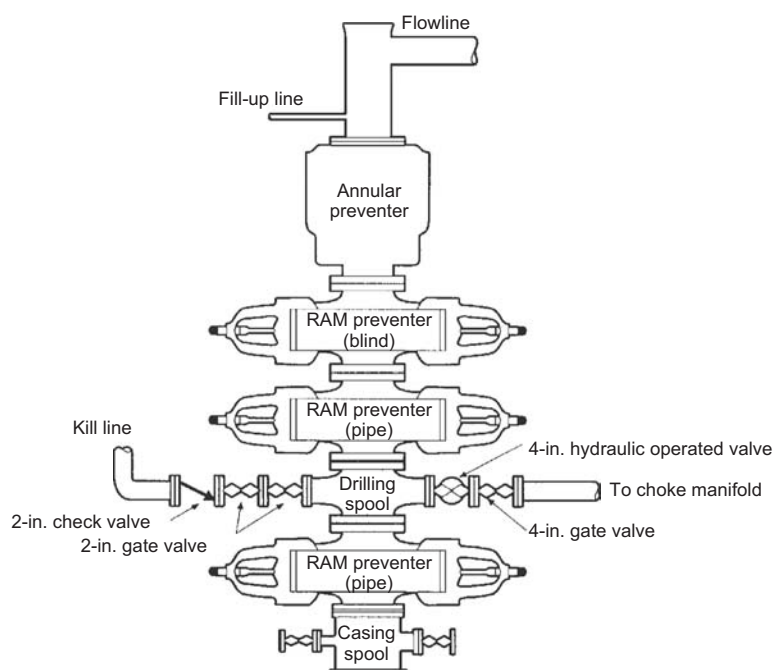 Flowline
Fill-up line
Annular
preventer
RAM preventer
(blind)
RAM preventer
(pipe)
Kill line
4-in. hydraulic operated valve
Drilling
spool
To choke manifold
2-in. check valve
2-in. gate valve
4-in. gate valve
RAM preventer
(pipe)
Casing
spool